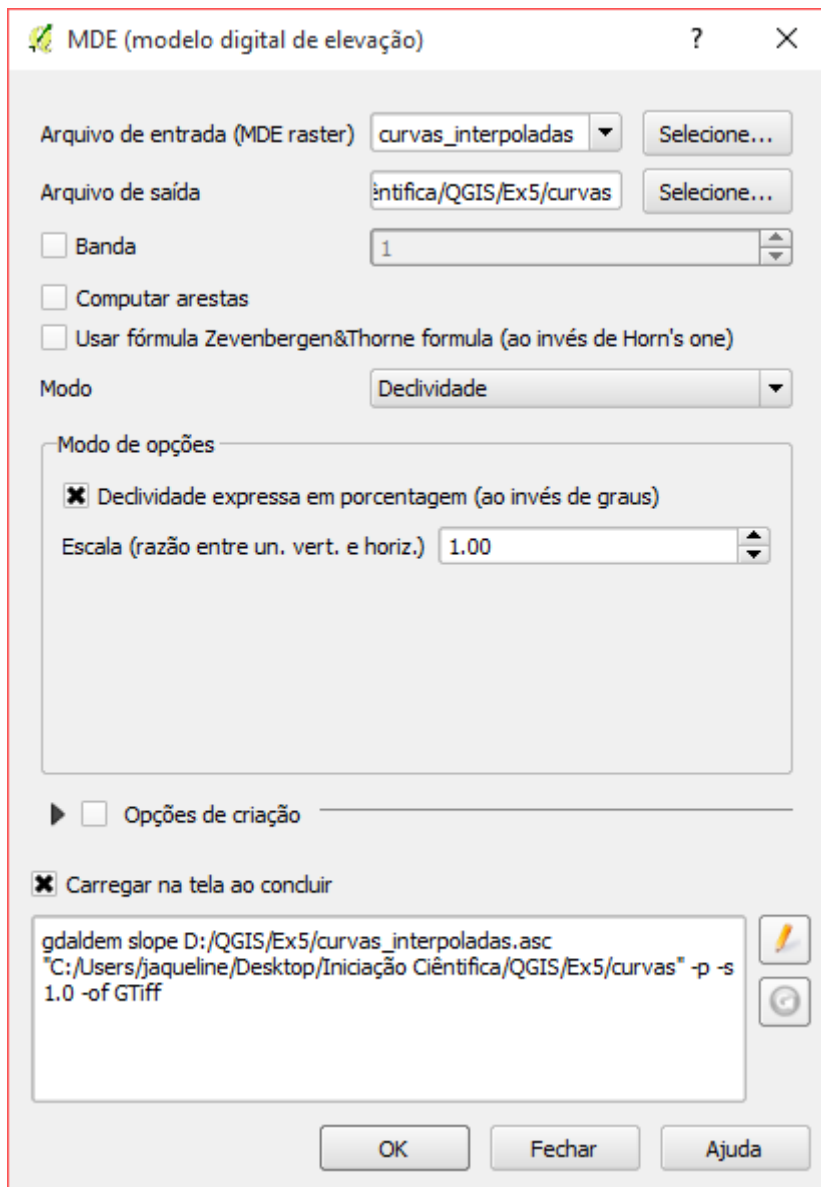 MDE (modelo digital de elevação) ?
Arquivo de entrada (MDE raster) curvas_interpoladas Selecione...
Arquivo de saída èntifica/QGIS/Ex5/curvas Selecione...
Banda 1
Computar arestas
Usar fórmula Zevenbergen&Thorne formula (ao invés de Horn's one)
Modo Declividade
Modo de opções
Declividade expressa em porcentagem (ao invés de graus)
Escala (razão entre un. vert. e horiz.) 1.00
Opções de criação
Carregar na tela ao concluir
gdaldem slope D:/QGIS/Ex5/curvas_interpoladas.asc
"C:/Users/jaqueline/Desktop/Iniciação Ciêntifica/QGIS/Ex5/curvas" -p -s
1.0 -of GTiff
OK Fechar Ajuda